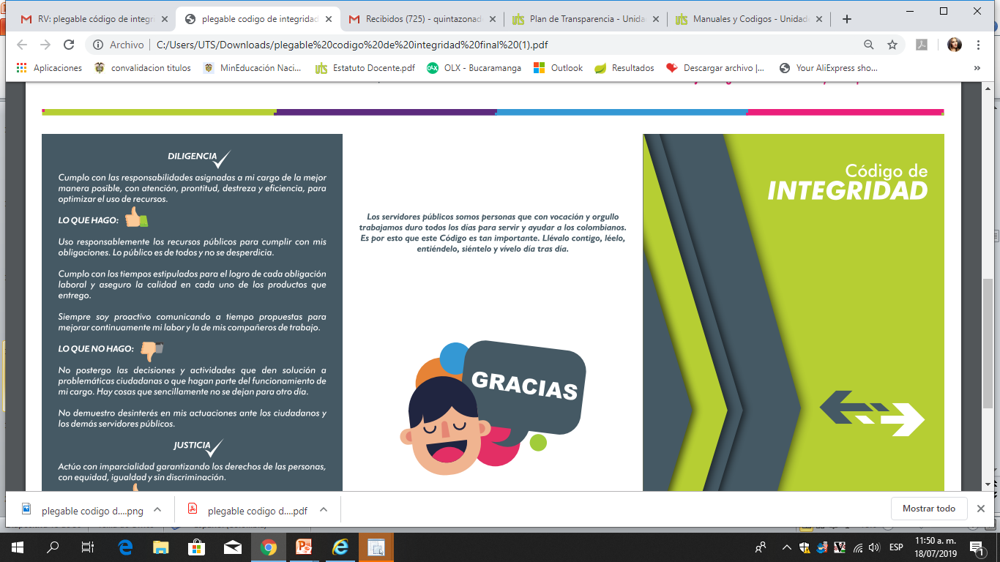 RV: plegable código de integr
plegable codigo de integridad
Recibidos (725) - quintazonad
Plan de Transparencia - Unida
Manuales y Codigos - Unidad
Archivo
C:/Users/UTS/Downloads/plegable%20codigo%20de%20integridad%20final%20(1).pdf
Aplicaciones
convalidacion titulos
MinEducación Naci...
Estatuto Docente.pdf
OLX - Bucaramanga
Outlook
Resultados
Descargar archivo |...
Your AliExpress sho...
»
DILIGENCIA
Cumplo con las responsabilidades asignadas a mi cargo de la mejor
manera posible, con atención, prontitud, destreza y eficiencia, para
optimizar el uso de recursos.
LO QUE HAGO:
Uso responsablemente los recursos públicos para cumplir con mis
obligaciones. Lo público es de todos y no se desperdicia.
Cumplo con los tiempos estipulados para el logro de cada obligación
laboral y aseguro la calidad en cada uno de los productos que
entrego.
Siempre soy proactivo comunicando a tiempo propuestas para
mejorar continuamente mi labor y la de mis compañeros de trabajo.
LO QUE NO HAGO:
No postergo las decisiones y actividades que den solución a
problemáticas ciudadanas o que hagan parte del funcionamiento de
mi cargo. Hay cosas que sencillamente no se dejan para otro día.
No demuestro desinterés en mis actuaciones ante los ciudadanos y
los demás servidores públicos.
JUSTICIA
Actúo con imparcialidad garantizando los derechos de las personas,
con equidad, igualdad y sin discriminación.
Los servidores públicos somos personas que con vocación y orgullo
trabajamos duro todos los días para servir y ayudar a los colombianos.
Es por esto que este Código es tan importante. Llévalo contigo, léelo,
entiéndelo, siéntelo y vívelo día tras día.
GRACIAS
Código de
INTEGRIDAD
plegable codigo d....png
plegable codigo d....pdf
Mostrar todo
ESP
11:50 a. m.
18/07/2019
1